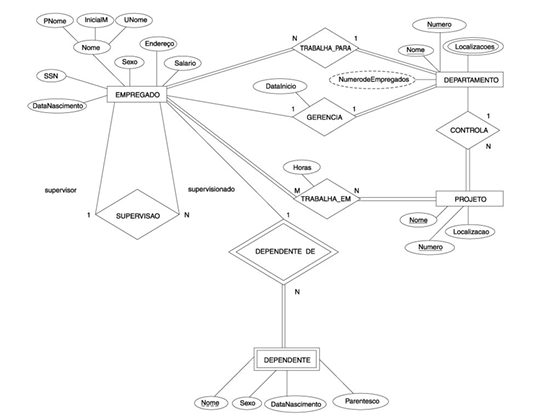 PNome
InicialM
UNome
Nome
Endereço
Sexo
Salario
SSN
DataNascimento
EMPREGADO
N
TRABALHA_PARA
1
Numero
Nome
Localizacoes
NumerodeEmpregados
DEPARTAMENTO
DataInicio
1
GERENCIA
1
1
CONTROLA
N
supervisor
supervisionado
1
SUPERVISAO
N
Horas
M
TRABALHA_EM
N
PROJETO
Nome
Numero
Localizacao
1
DEPENDENTE DE
N
DEPENDENTE
Nome
Sexo
DataNascimento
Parentesco